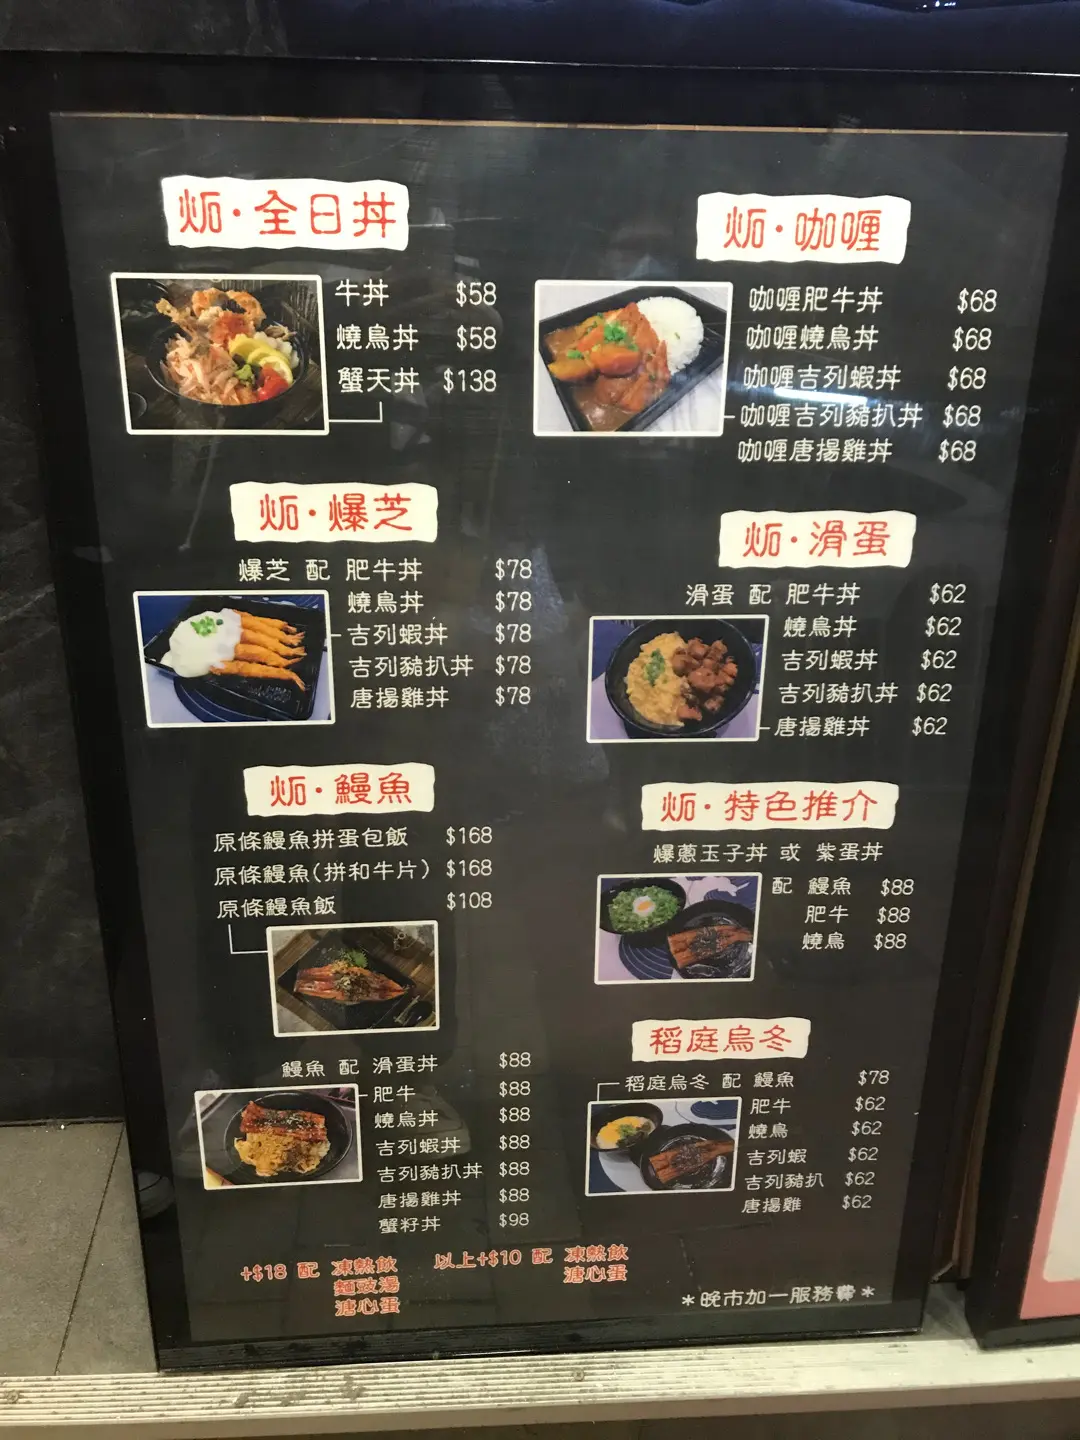 炻·全日丼
牛丼 $58
燒鳥丼 $58
蟹天丼 $138
炻·爆芝
爆芝 配 肥牛丼 $78
燒鳥丼 $78
吉列蝦丼 $78
吉列豬扒丼 $78
唐揚雞丼 $78
炻·鰻魚
原條鰻魚拼蛋包飯 $168
原條鰻魚(拼和牛片) $168
原條鰻魚飯 $108
鰻魚 配 滑蛋丼 $88
肥牛 $88
燒鳥丼 $88
吉列蝦丼 $88
吉列豬扒丼 $88
唐揚雞丼 $88
蟹籽丼 $98
+$18 配 凍熱飲
麵豉湯
溏心蛋
以上+$10 配 凍熱飲
溏心蛋
炻·咖喱
咖喱肥牛丼 $68
咖喱燒鳥丼 $68
咖喱吉列蝦丼 $68
咖喱吉列豬扒丼 $68
咖喱唐揚雞丼 $68
炻·滑蛋
滑蛋 配 肥牛丼 $62
燒鳥丼 $62
吉列蝦丼 $62
吉列豬扒丼 $62
唐揚雞丼 $62
炻·特色推介
爆蔥玉子丼 或 紫蛋丼
配 鰻魚 $88
肥牛 $88
燒鳥 $88
稻庭烏冬
稻庭烏冬 配 鰻魚 $78
肥牛 $62
燒鳥 $62
吉列蝦 $62
吉列豬扒 $62
唐揚雞 $62
*晚市加一服務費*